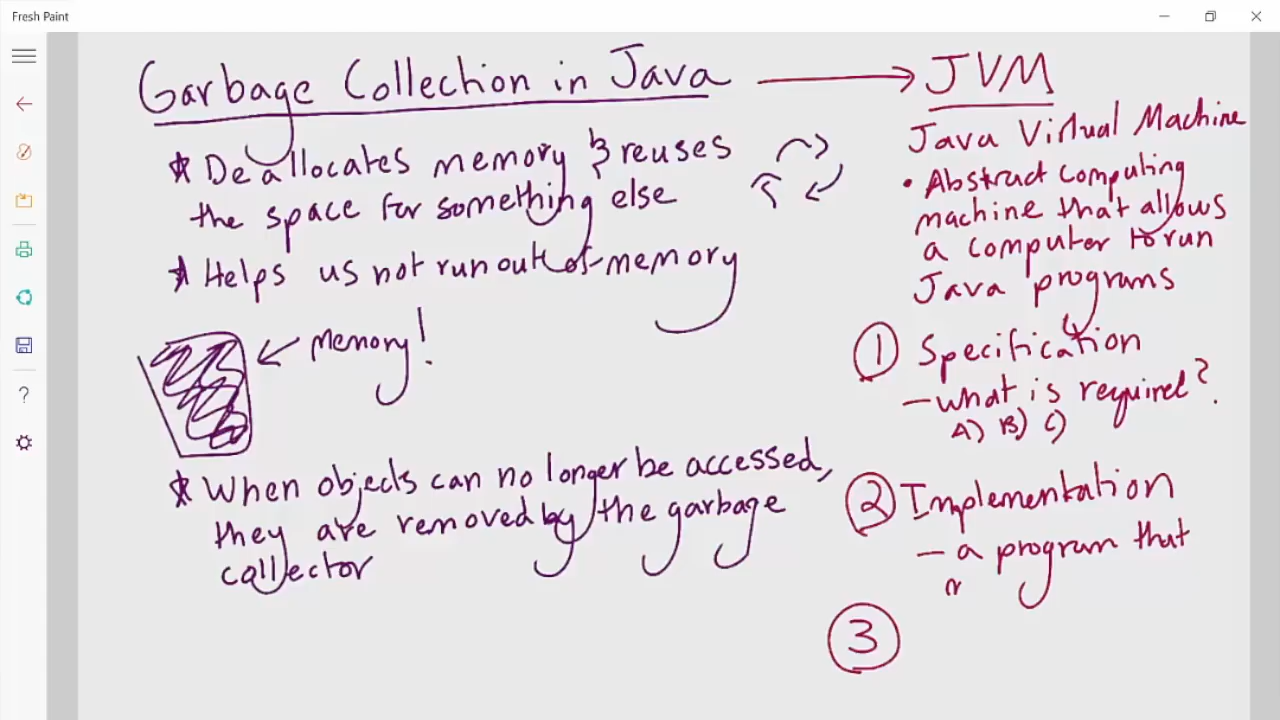 Fresh Paint
Garbage Collection in Java
★ Deallocates memory & reuses
the space for something else
★ Helps us not run out of memory
Memory!
★ When objects can no longer be accessed,
they are removed by the garbage
collector
JVM
Java Virtual Machine
• Abstract computing
machine that allows
a computer to run
Java programs
① Specification
- What is required?
A) B) C)
② Implementation
- a program that
③